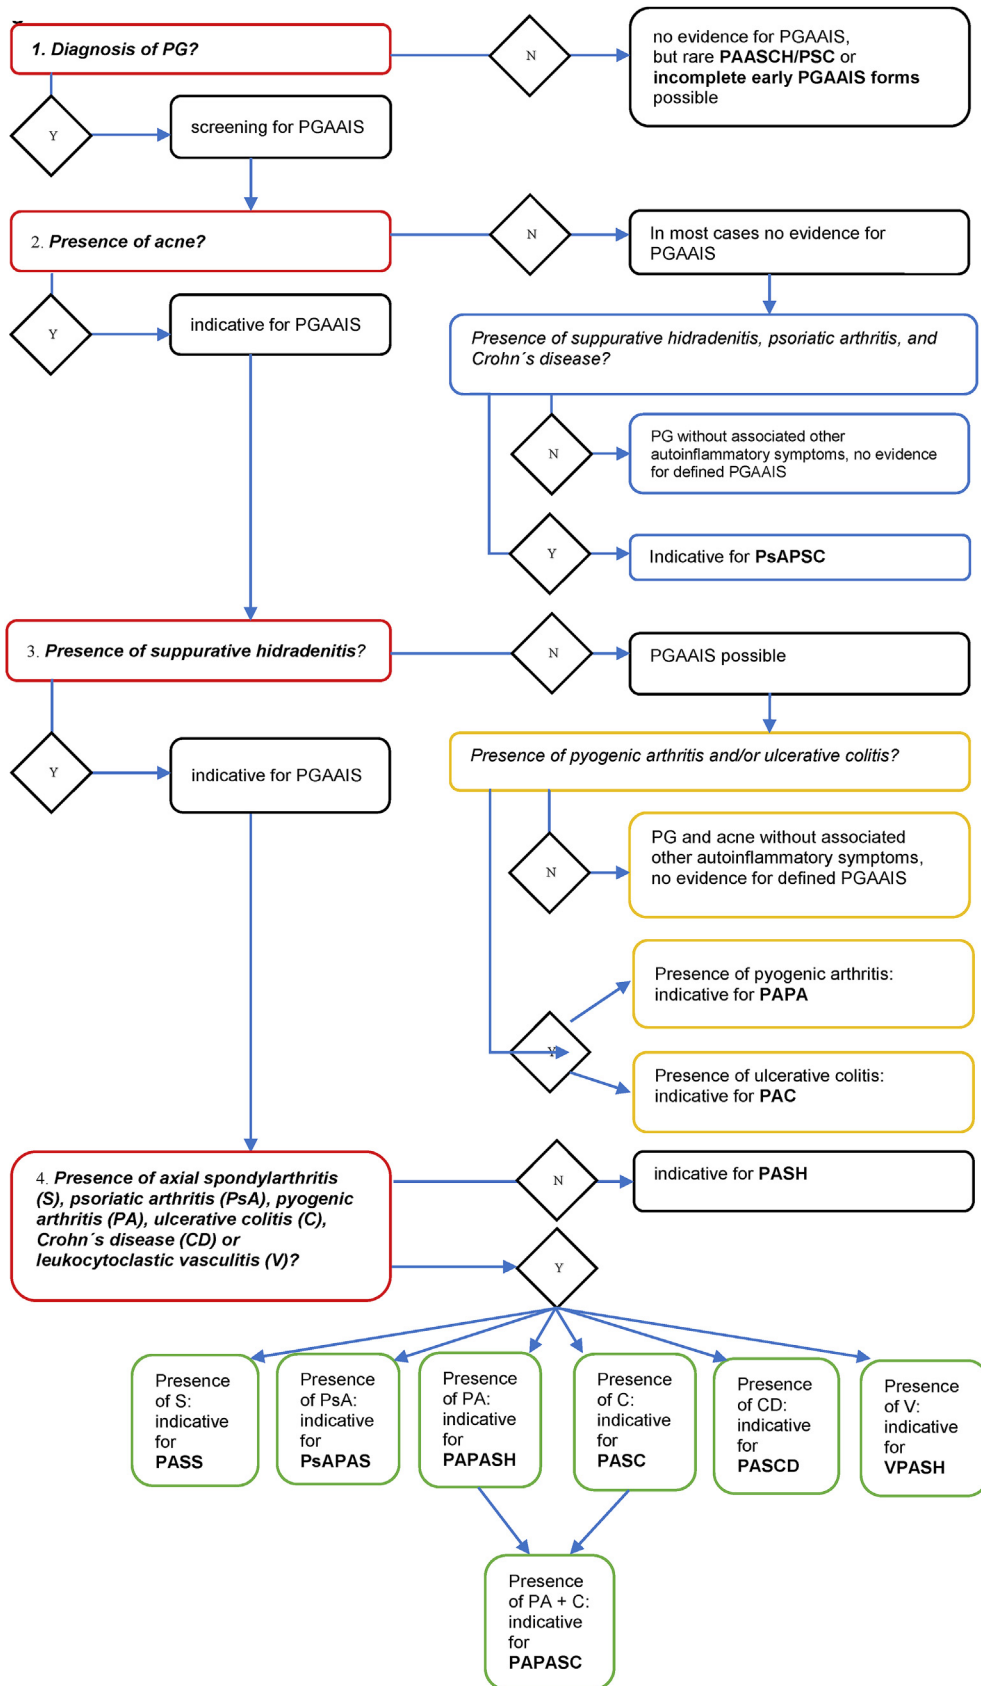 1. Diagnosis of PG?
N
no evidence for PGAAIS,
but rare PAASCH/PSC or
incomplete early PGAAIS forms
possible
Y
screening for PGAAIS
2. Presence of acne?
N
In most cases no evidence for
PGAAIS
Y
indicative for PGAAIS
Presence of suppurative hidradenitis, psoriatic arthritis, and
Crohn´s disease?
N
PG without associated other
autoinflammatory symptoms, no evidence
for defined PGAAIS
Y
Indicative for PsAPSC
3. Presence of suppurative hidradenitis?
N
PGAAIS possible
Y
indicative for PGAAIS
Presence of pyogenic arthritis and/or ulcerative colitis?
N
PG and acne without associated
other autoinflammatory symptoms,
no evidence for defined PGAAIS
Y
Presence of pyogenic arthritis:
indicative for PAPA
Presence of ulcerative colitis:
indicative for PAC
4. Presence of axial spondylarthritis
(S), psoriatic arthritis (PsA), pyogenic
arthritis (PA), ulcerative colitis (C),
Crohn´s disease (CD) or
leukocytoclastic vasculitis (V)?
N
indicative for PASH
Y
Presence
of S:
indicative
for
PASS
Presence
of PsA:
indicative
for
PsAPAS
Presence
of PA:
indicative
for
PAPASH
Presence
of C:
indicative
for
PASC
Presence
of CD:
indicative
for
PASCD
Presence
of V:
indicative
for
VPASH
Presence
of PA + C:
indicative
for
PAPASC